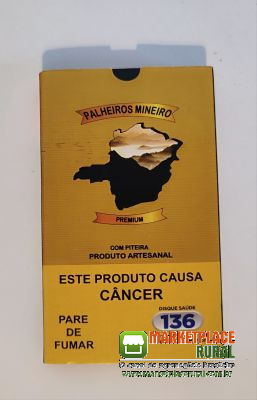 PALHEIROS MINEIRO
PREMIUM
COM PITEIRA
PRODUTO ARTESANAL
ESTE PRODUTO CAUSA
CÂNCER
DISQUE SAÚDE
136
PARE
DE
FUMAR
MARKETPLACE
RURAL